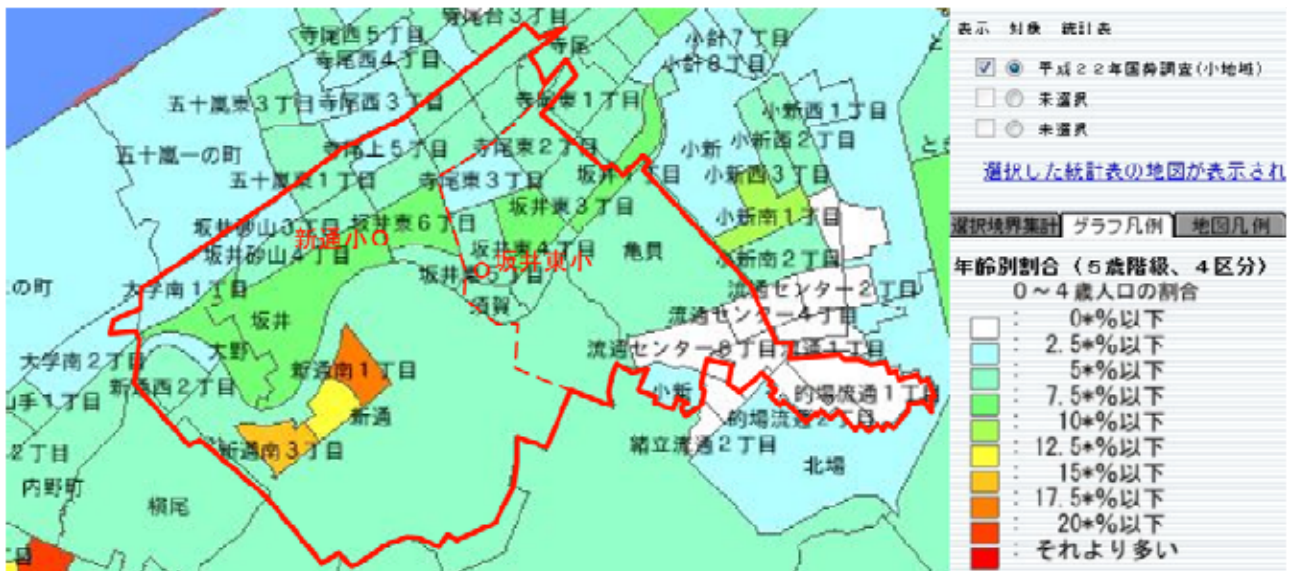 寺尾台3丁目
寺尾西5丁目
寺尾
小針7丁目
寺尾西4丁目
小針8丁目
五十嵐東3丁目
寺尾西3丁目
寺尾東1丁目
小新西1丁目
五十嵐一の町
寺尾上5丁目
寺尾東2丁目
小新
小新西2丁目
五十嵐東1丁目
寺尾東3丁目
小新西3丁目
坂井砂山3丁目
坂井東6丁目
坂井東3丁目
小新南1丁目
新通小
坂井砂山4丁目
坂井東4丁目
坂井東小
亀貝
小新南2丁目
の町
大学南1丁目
須賀
流通センター2丁目
坂井
流通センター4丁目
大野
大学南2丁目
新通南1丁目
流通1丁目
新通西2丁目
小新
的場流通1丁目
山手1丁目
新通
的場流通2丁目
新通南3丁目
緒立流通2丁目
2丁目
北場
内野町
槇尾
表示 対象 統計表
平成22年国勢調査(小地域)
未選択
未選択
選択した統計表の地図が表示され
選択境界集計 グラフ凡例 地図凡例
年齢別割合(5歳階級、4区分)
0~4歳人口の割合
: 0*%以下
: 2.5*%以下
: 5*%以下
: 7.5*%以下
: 10*%以下
: 12.5*%以下
: 15*%以下
: 17.5*%以下
: 20*%以下
: それより多い